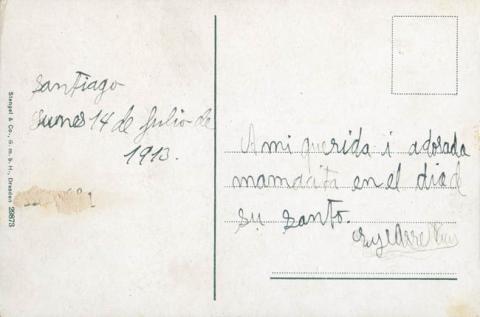 Santiago
Lunes 14 de Julio de
1913.
Stengel & Co., G. m. b. H., Dresden 29873
A mi querida i adorada
mamacita en el dia d
su santo.